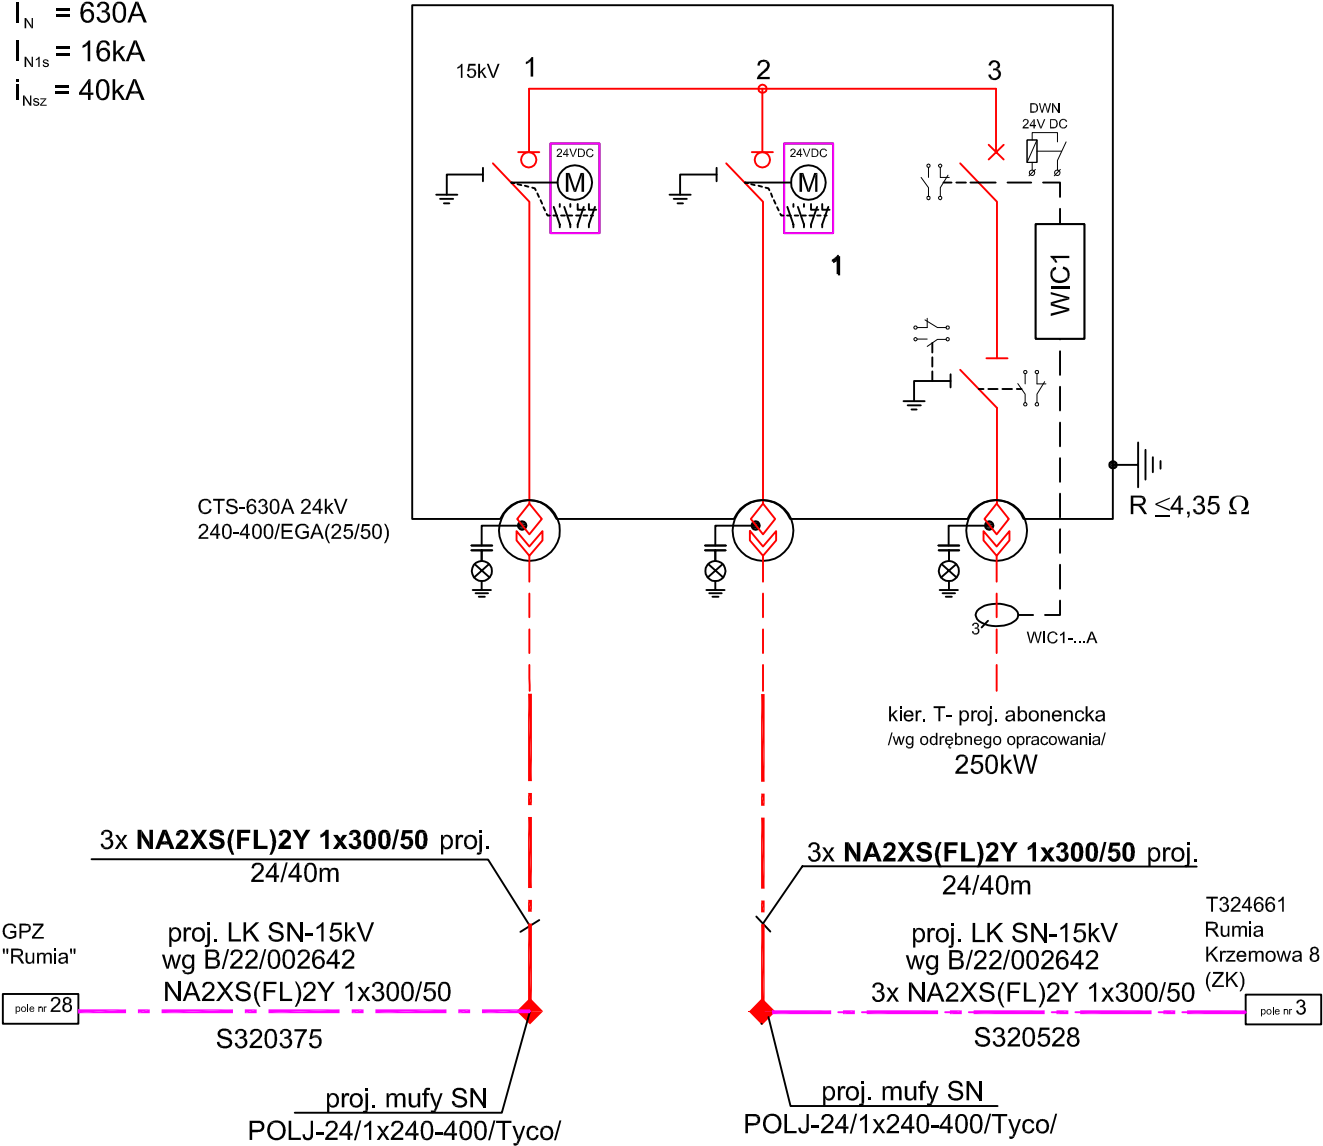 IN = 630A
IN1s = 16kA
iNsz = 40kA
15kV 1
2
3
DWN
24V DC
24VDC
M
24VDC
M
1
WIC1
CTS-630A 24kV
240-400/EGA(25/50)
R ≤4,35 Ω
3
WIC1-...A
kier. T- proj. abonencka
/wg odrębnego opracowania/
250kW
3x NA2XS(FL)2Y 1x300/50 proj.
24/40m
3x NA2XS(FL)2Y 1x300/50 proj.
24/40m
GPZ
"Rumia"
pole nr 28
proj. LK SN-15kV
wg B/22/002642
NA2XS(FL)2Y 1x300/50
S320375
proj. LK SN-15kV
wg B/22/002642
3x NA2XS(FL)2Y 1x300/50
S320528
T324661
Rumia
Krzemowa 8
(ZK)
pole nr 3
proj. mufy SN
POLJ-24/1x240-400/Tyco/
proj. mufy SN
POLJ-24/1x240-400/Tyco/